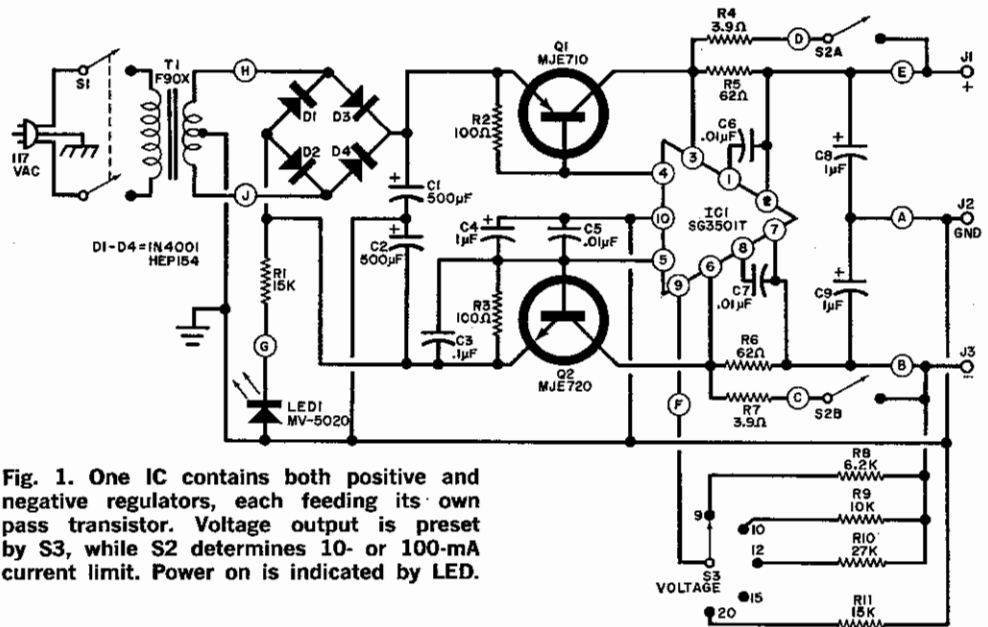 R4
3.9Ω
D
S2A
Q1
MJE710
T1
F90X
S1
H
E
J1
+
R5
62Ω
D1
D3
R2
100Ω
C6
.01µF
117
VAC
D2
D4
+
C8
1µF
4
3
1
2
J
+
C1
500µF
10
IC1
SG3501T
7
A
J2
GND
D1-D4=1N4001
HEP154
C4
1µF
+
C5
.01µF
+
C2
500µF
5
8
9
6
R1
15K
C7
.01µF
+
C9
1µF
R3
100Ω
C3
.1µF
R6
62Ω
B
J3
-
G
Q2
MJE720
R7
3.9Ω
C
S2B
LED1
MV-5020
F
Fig. 1. One IC contains both positive and
negative regulators, each feeding its own
pass transistor. Voltage output is preset
by S3, while S2 determines 10- or 100-mA
current limit. Power on is indicated by LED.
R8
6.2K
9
R9
10K
10
R10
27K
12
S3
VOLTAGE
15
20
R11
15K